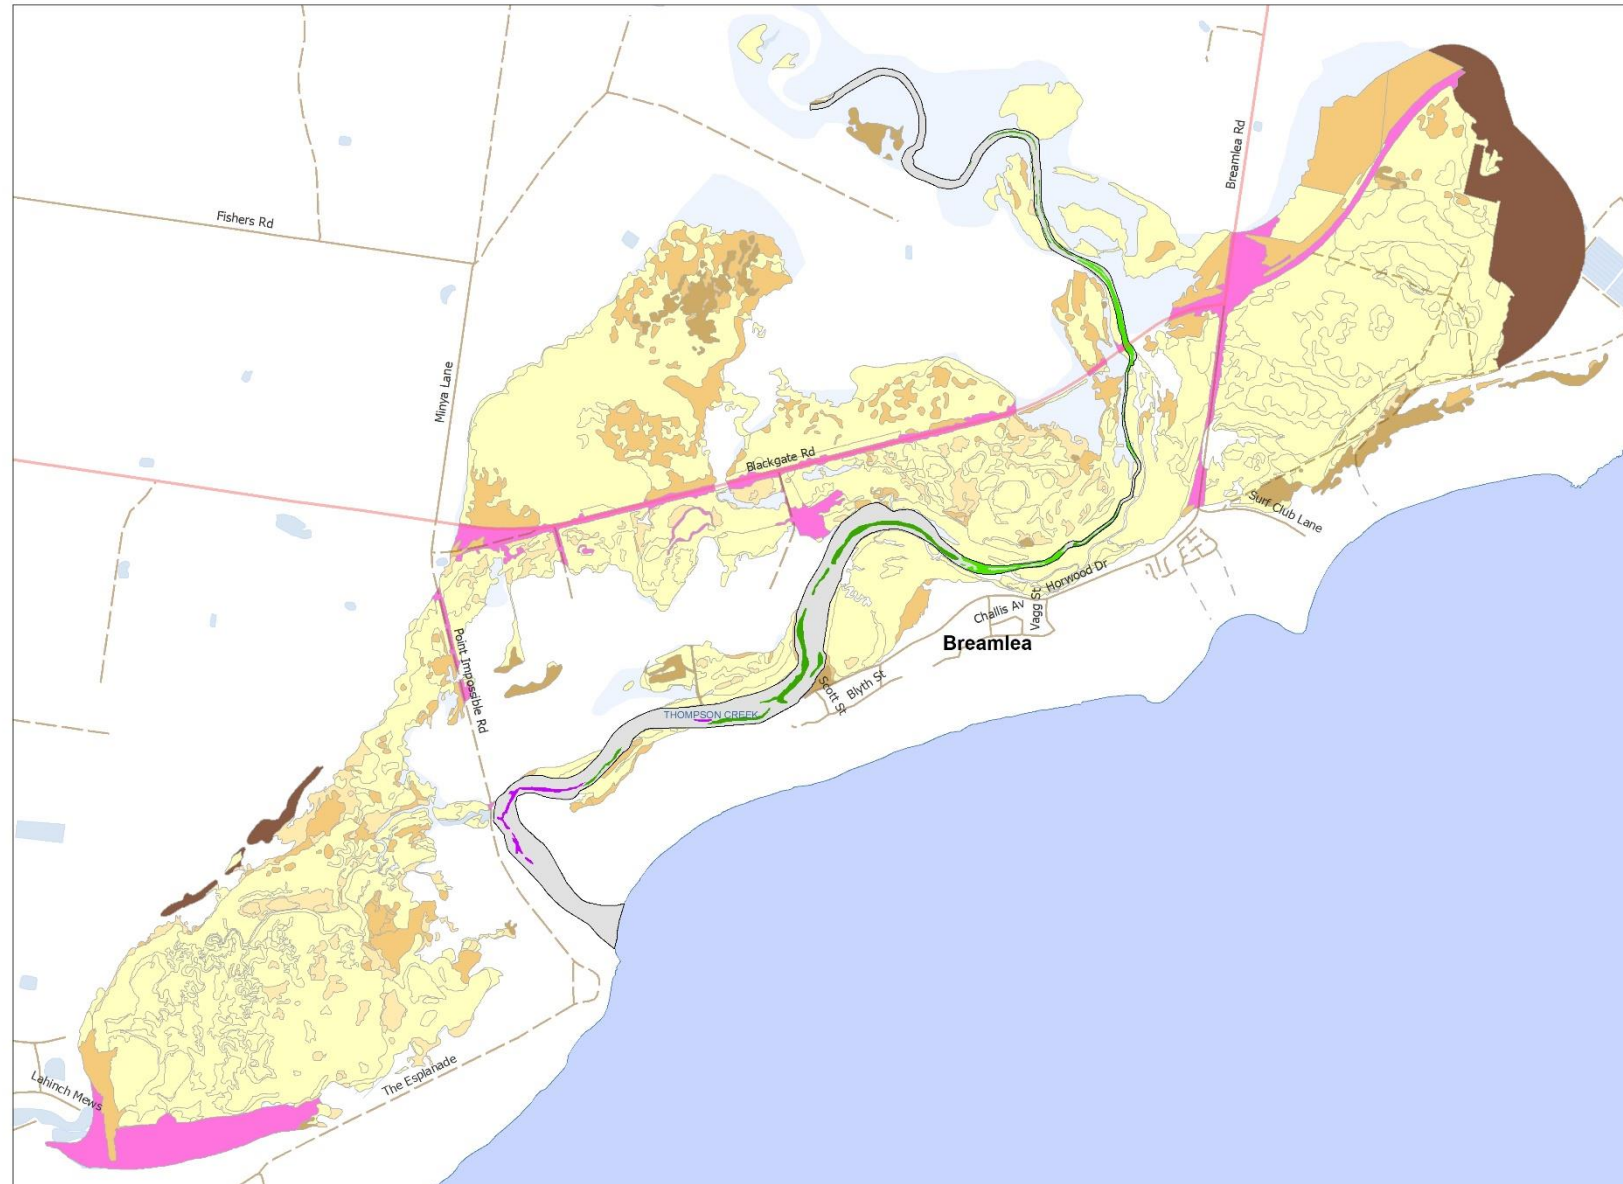 Breamlea Rd
Fishers Rd
Minya Lane
Blackgate Rd
Surf Club Lane
Horwood Dr
Vagg St
Challis Av
Breamlea
Point Impossible Rd
Scott St
Blyth St
THOMPSON CREEK
The Esplanade
Lahinch Mews